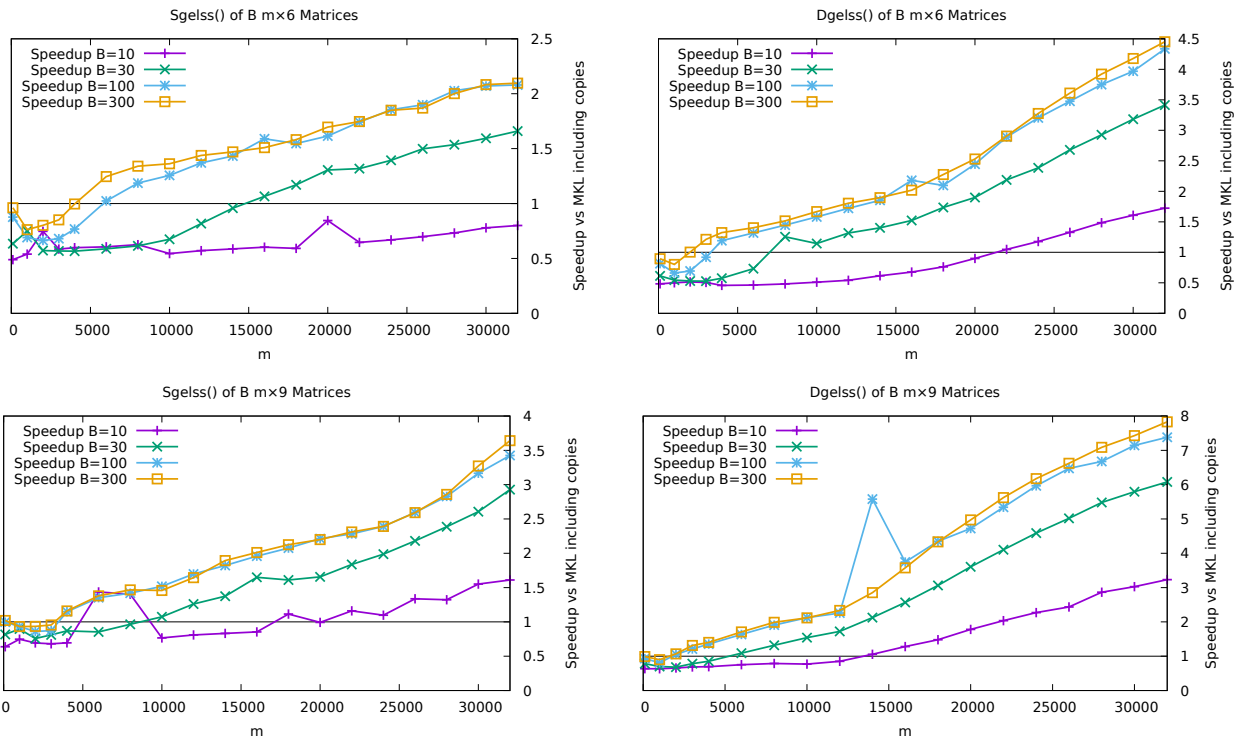 Sgelss() of B m×6 Matrices
Speedup B=10
Speedup B=30
Speedup B=100
Speedup B=300
2.5
2
1.5
1
0.5
0
Speedup vs MKL including copies
0 5000 10000 15000 20000 25000 30000
m
Dgelss() of B m×6 Matrices
Speedup B=10
Speedup B=30
Speedup B=100
Speedup B=300
4.5
4
3.5
3
2.5
2
1.5
1
0.5
0
Speedup vs MKL including copies
0 5000 10000 15000 20000 25000 30000
m
Sgelss() of B m×9 Matrices
Speedup B=10
Speedup B=30
Speedup B=100
Speedup B=300
4
3.5
3
2.5
2
1.5
1
0.5
0
Speedup vs MKL including copies
0 5000 10000 15000 20000 25000 30000
m
Dgelss() of B m×9 Matrices
Speedup B=10
Speedup B=30
Speedup B=100
Speedup B=300
8
7
6
5
4
3
2
1
0
Speedup vs MKL including copies
0 5000 10000 15000 20000 25000 30000
m